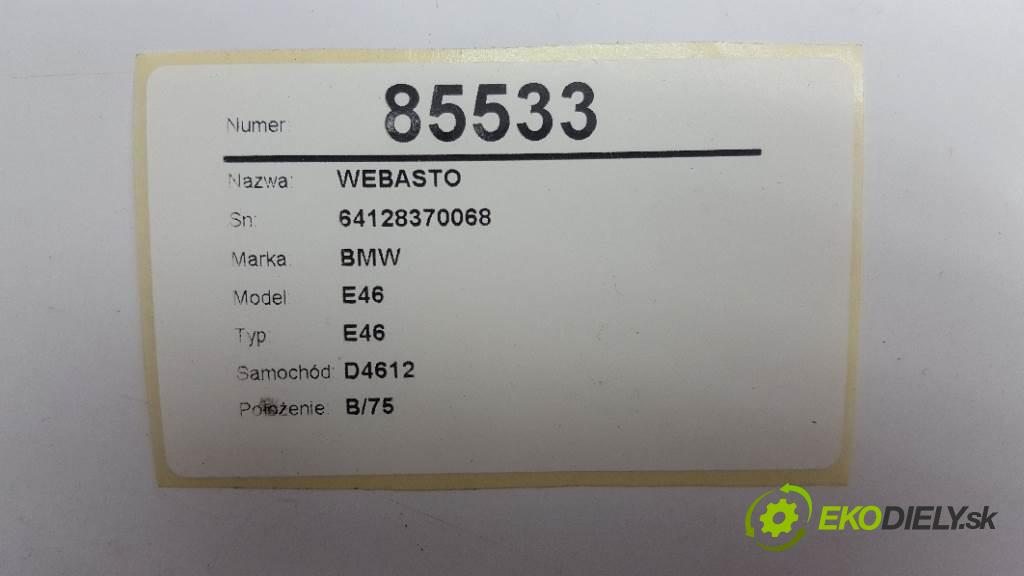 Numer: 85533
Nazwa: WEBASTO
Sn: 64128370068
Marka: BMW
Model: E46
Typ: E46
Samochód: D4612
Położenie: B/75
EKODIELY.sk